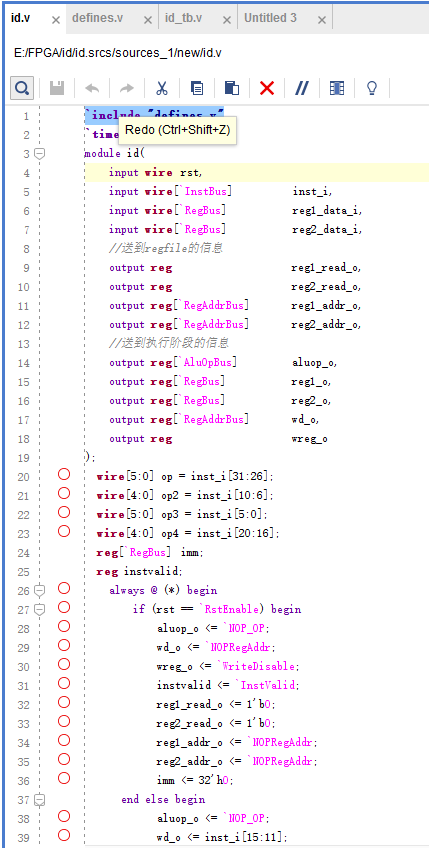 id.v × defines.v × id_tb.v × Untitled 3 ×
E:/FPGA/id/id.srcs/sources_1/new/id.v
1 `include "defines.v"
2 `time
Redo (Ctrl+Shift+Z)
3 module id(
4 input wire rst,
5 input wire[`InstBus] inst_i,
6 input wire[`RegBus] reg1_data_i,
7 input wire[`RegBus] reg2_data_i,
8 //送到regfile的信息
9 output reg reg1_read_o,
10 output reg reg2_read_o,
11 output reg[`RegAddrBus] reg1_addr_o,
12 output reg[`RegAddrBus] reg2_addr_o,
13 //送到执行阶段的信息
14 output reg[`AluOpBus] aluop_o,
15 output reg[`RegBus] reg1_o,
16 output reg[`RegBus] reg2_o,
17 output reg[`RegAddrBus] wd_o,
18 output reg wreg_o
19 );
20 wire[5:0] op = inst_i[31:26];
21 wire[4:0] op2 = inst_i[10:6];
22 wire[5:0] op3 = inst_i[5:0];
23 wire[4:0] op4 = inst_i[20:16];
24 reg[`RegBus] imm;
25 reg instvalid;
26 always @ (*) begin
27 if (rst == `RstEnable) begin
28 aluop_o <= `NOP_OP;
29 wd_o <= `NOPRegAddr;
30 wreg_o <= `WriteDisable;
31 instvalid <= `InstValid;
32 reg1_read_o <= 1'b0;
33 reg2_read_o <= 1'b0;
34 reg1_addr_o <= `NOPRegAddr;
35 reg2_addr_o <= `NOPRegAddr;
36 imm <= 32'h0;
37 end else begin
38 aluop_o <= `NOP_OP;
39 wd_o <= inst_i[15:11];